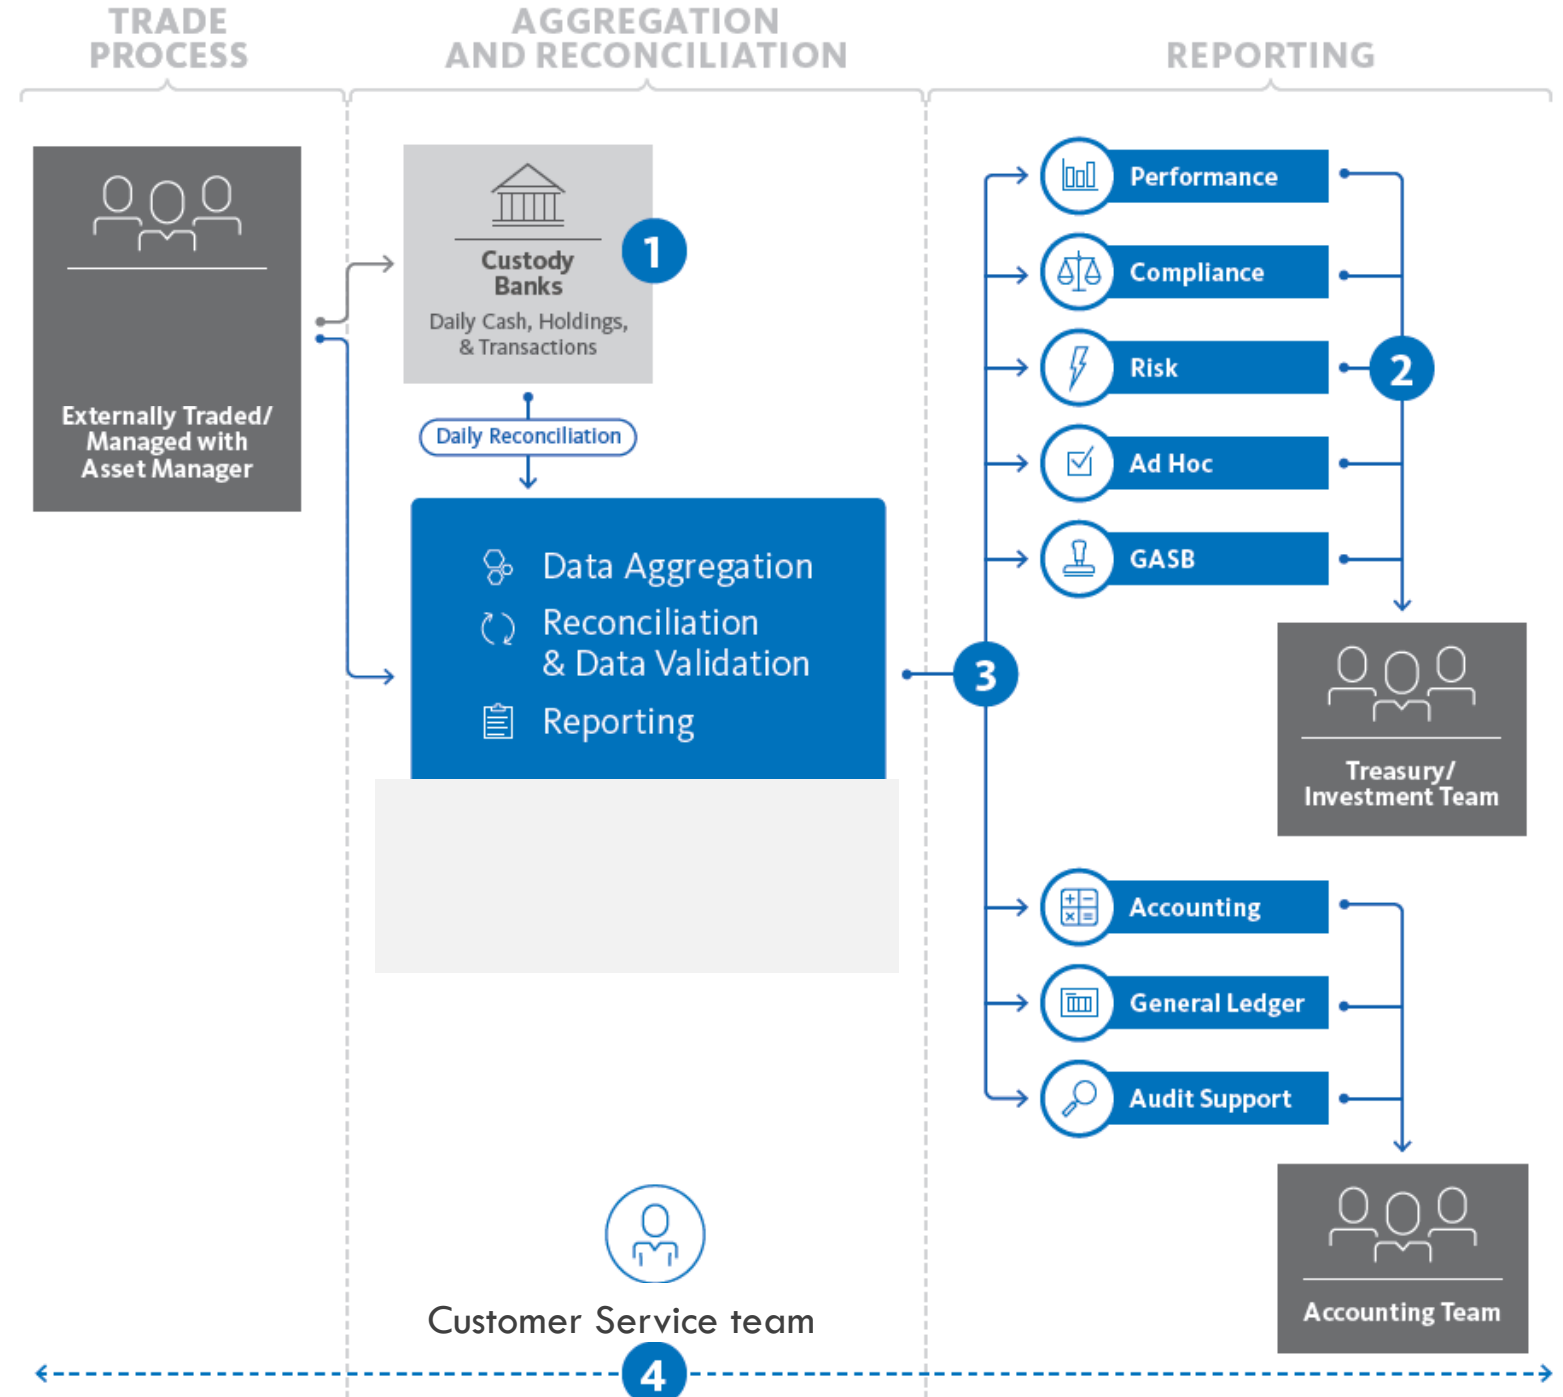 TRADE
PROCESS
AGGREGATION
AND RECONCILIATION
REPORTING
Externally Traded/
Managed with
Asset Manager
Custody
Banks
Daily Cash, Holdings,
& Transactions
1
Daily Reconciliation
Data Aggregation
Reconciliation
& Data Validation
Reporting
3
Performance
Compliance
Risk
Ad Hoc
GASB
2
Treasury/
Investment Team
Accounting
General Ledger
Audit Support
Accounting Team
Customer Service team
4